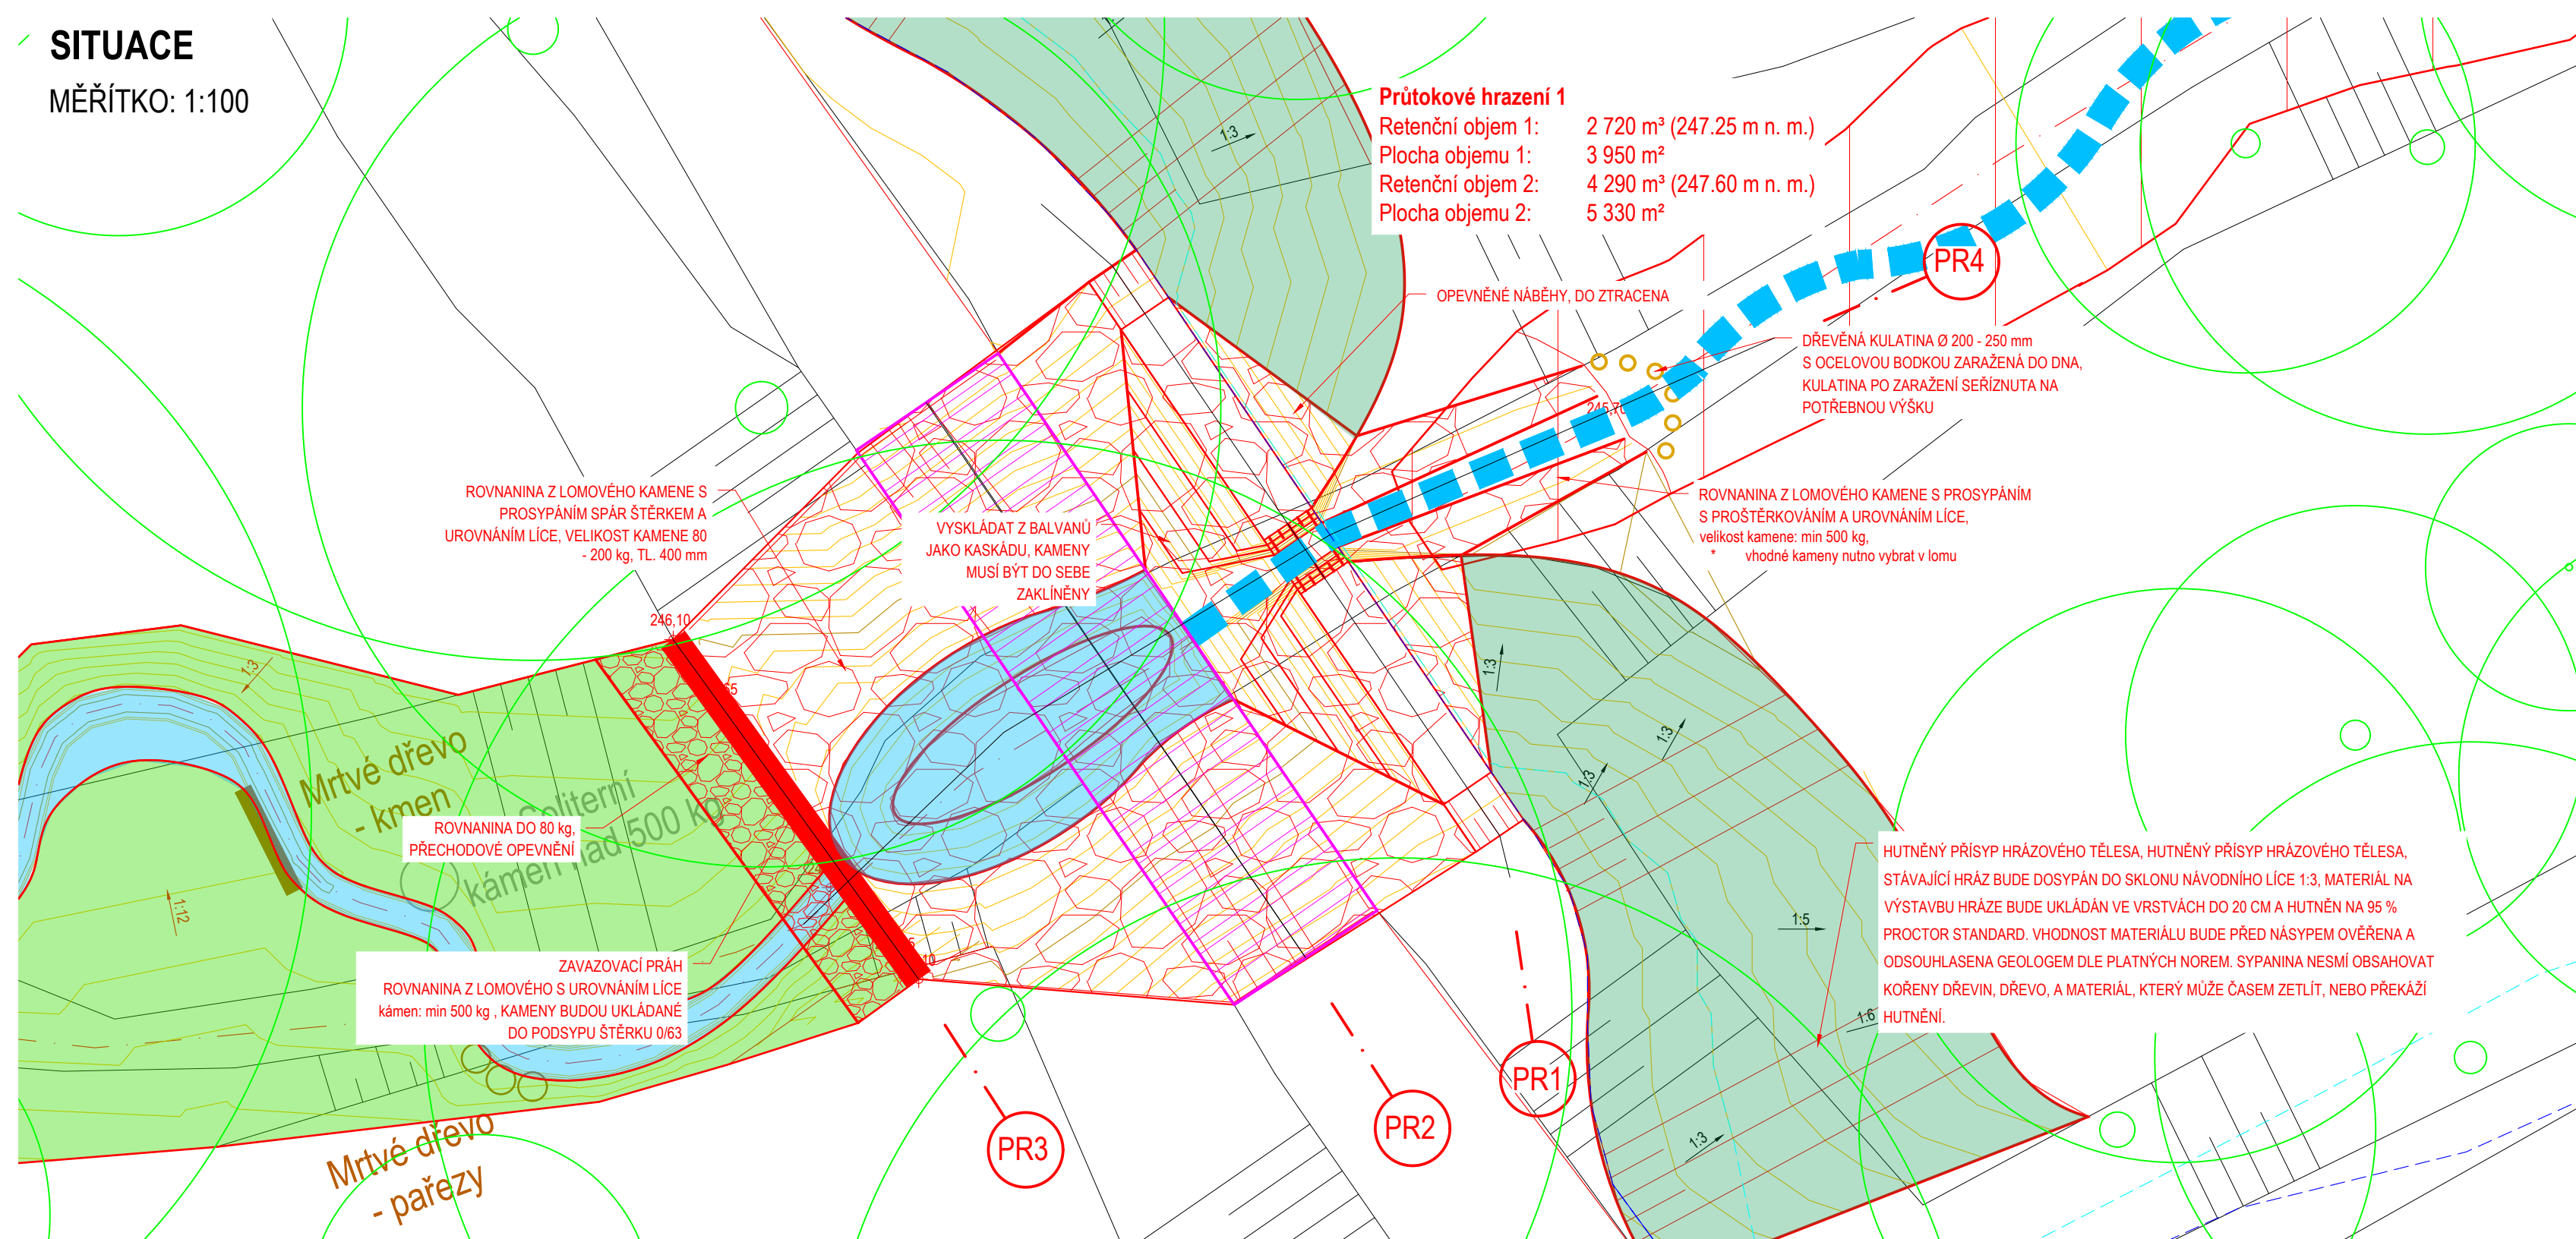 SITUACE
MĚŘÍTKO: 1:100
Průtokové hrazení 1
Retenční objem 1: 2 720 m³ (247.25 m n. m.)
Plocha objemu 1: 3 950 m²
Retenční objem 2: 4 290 m³ (247.60 m n. m.)
Plocha objemu 2: 5 330 m²
1:3
PR4
OPEVNĚNÉ NÁBĚHY, DO ZTRACENA
DŘEVĚNÁ KULATINA Ø 200 - 250 mm
S OCELOVOU BODKOU ZARAŽENÁ DO DNA,
KULATINA PO ZARAŽENÍ SEŘÍZNUTA NA
POTŘEBNOU VÝŠKU
ROVNANINA Z LOMOVÉHO KAMENE S
PROSYPÁNÍM SPÁR ŠTĚRKEM A
UROVNÁNÍM LÍCE, VELIKOST KAMENE 80
- 200 kg, TL. 400 mm
VYSKLÁDAT Z BALVANŮ
JAKO KASKÁDU, KAMENY
MUSÍ BÝT DO SEBE
ZAKLÍNĚNY
ROVNANINA Z LOMOVÉHO KAMENE S PROSYPÁNÍM
S PROŠTĚRKOVÁNÍM A UROVNÁNÍM LÍCE,
velikost kamene: min 500 kg,
* vhodné kameny nutno vybrat v lomu
246,10
1:3
1:3
1:3
1:3
Mrtvé dřevo
- kmen
Soliterní
kámen nad 500 kg
ROVNANINA DO 80 kg,
PŘECHODOVÉ OPEVNĚNÍ
1:12
ZAVAZOVACÍ PRÁH
ROVNANINA Z LOMOVÉHO S UROVNÁNÍM LÍCE
kámen: min 500 kg , KAMENY BUDOU UKLÁDANÉ
DO PODSYPU ŠTĚRKU 0/63
HUTNĚNÝ PŘÍSYP HRÁZOVÉHO TĚLESA, HUTNĚNÝ PŘÍSYP HRÁZOVÉHO TĚLESA,
STÁVAJÍCÍ HRÁZ BUDE DOSYPÁN DO SKLONU NÁVODNÍHO LÍCE 1:3, MATERIÁL NA
VÝSTAVBU HRÁZE BUDE UKLÁDÁN VE VRSTVÁCH DO 20 CM A HUTNĚN NA 95 %
PROCTOR STANDARD. VHODNOST MATERIÁLU BUDE PŘED NÁSYPEM OVĚŘENA A
ODSOUHLASENA GEOLOGEM DLE PLATNÝCH NOREM. SYPANINA NESMÍ OBSAHOVAT
KOŘENY DŘEVIN, DŘEVO, A MATERIÁL, KTERÝ MŮŽE ČASEM ZETLÍT, NEBO PŘEKÁŽÍ
HUTNĚNÍ.
1:5
1:6
1:3
PR1
PR2
PR3
Mrtvé dřevo
- pařezy